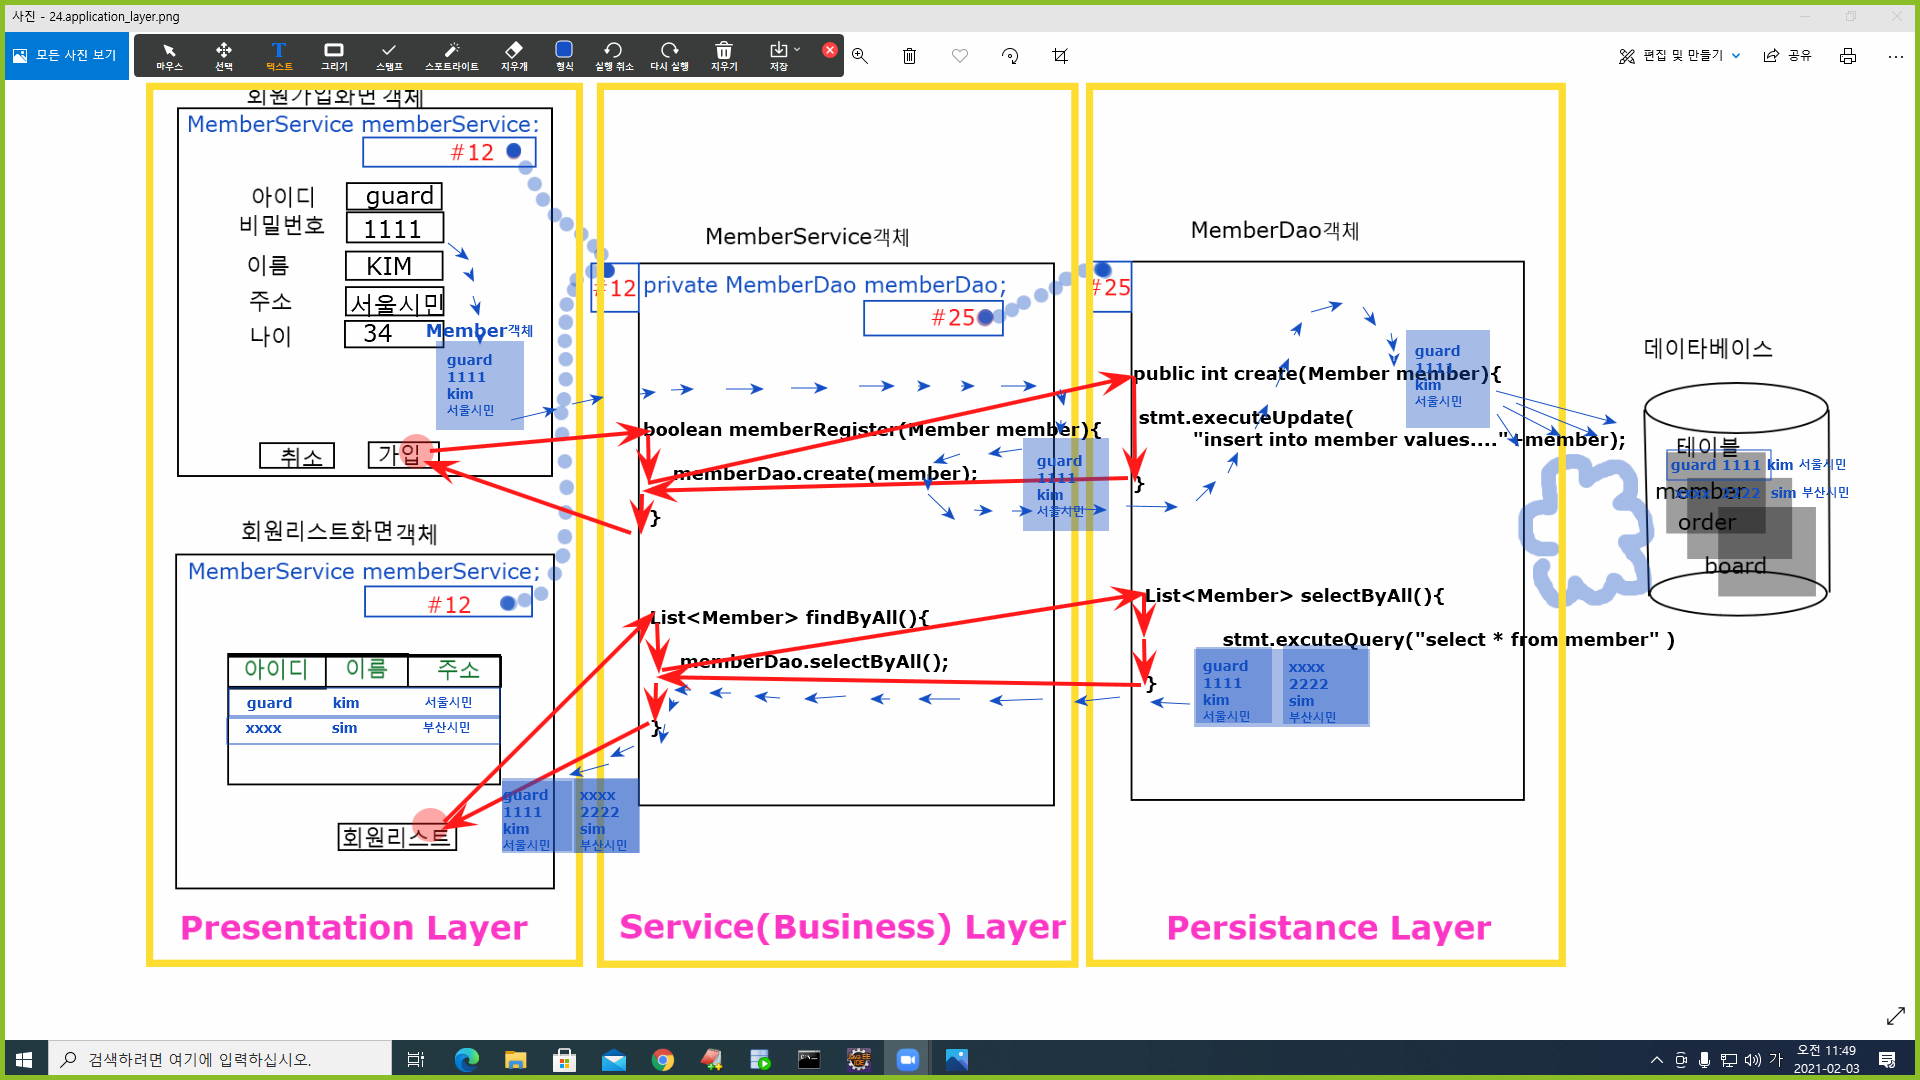 사진 - 24.application_layer.png
모든 사진 보기
마우스
선택
텍스트
그리기
스탬프
스포트라이트
지우개
형식
실행 취소
다시 실행
지우기
저장
편집 및 만들기
공유
회원가입화면 객체
MemberService memberService;
#12
아이디 guard
비밀번호 1111
이름 KIM
주소 서울시민
나이 34
Member객체
guard
1111
kim
서울시민
취소 가입
회원리스트화면객체
MemberService memberService;
#12
아이디 이름 주소
guard kim 서울시민
xxxx sim 부산시민
회원리스트
guard
1111
kim
서울시민
xxxx
2222
sim
부산시민
Presentation Layer
MemberService객체
#12
private MemberDao memberDao;
#25
boolean memberRegister(Member member){
memberDao.create(member);
}
guard
1111
kim
서울시민
List<Member> findByAll(){
memberDao.selectByAll();
}
Service(Business) Layer
MemberDao객체
#25
public int create(Member member){
stmt.executeUpdate(
"insert into member values...."+member);
}
guard
1111
kim
서울시민
List<Member> selectByAll(){
stmt.excuteQuery("select * from member" )
}
guard
1111
kim
서울시민
xxxx
2222
sim
부산시민
Persistance Layer
데이타베이스
테이블
guard 1111 kim 서울시민
xxxx 2222 sim 부산시민
member
order
board
검색하려면 여기에 입력하십시오.
가
오전 11:49
2021-02-03